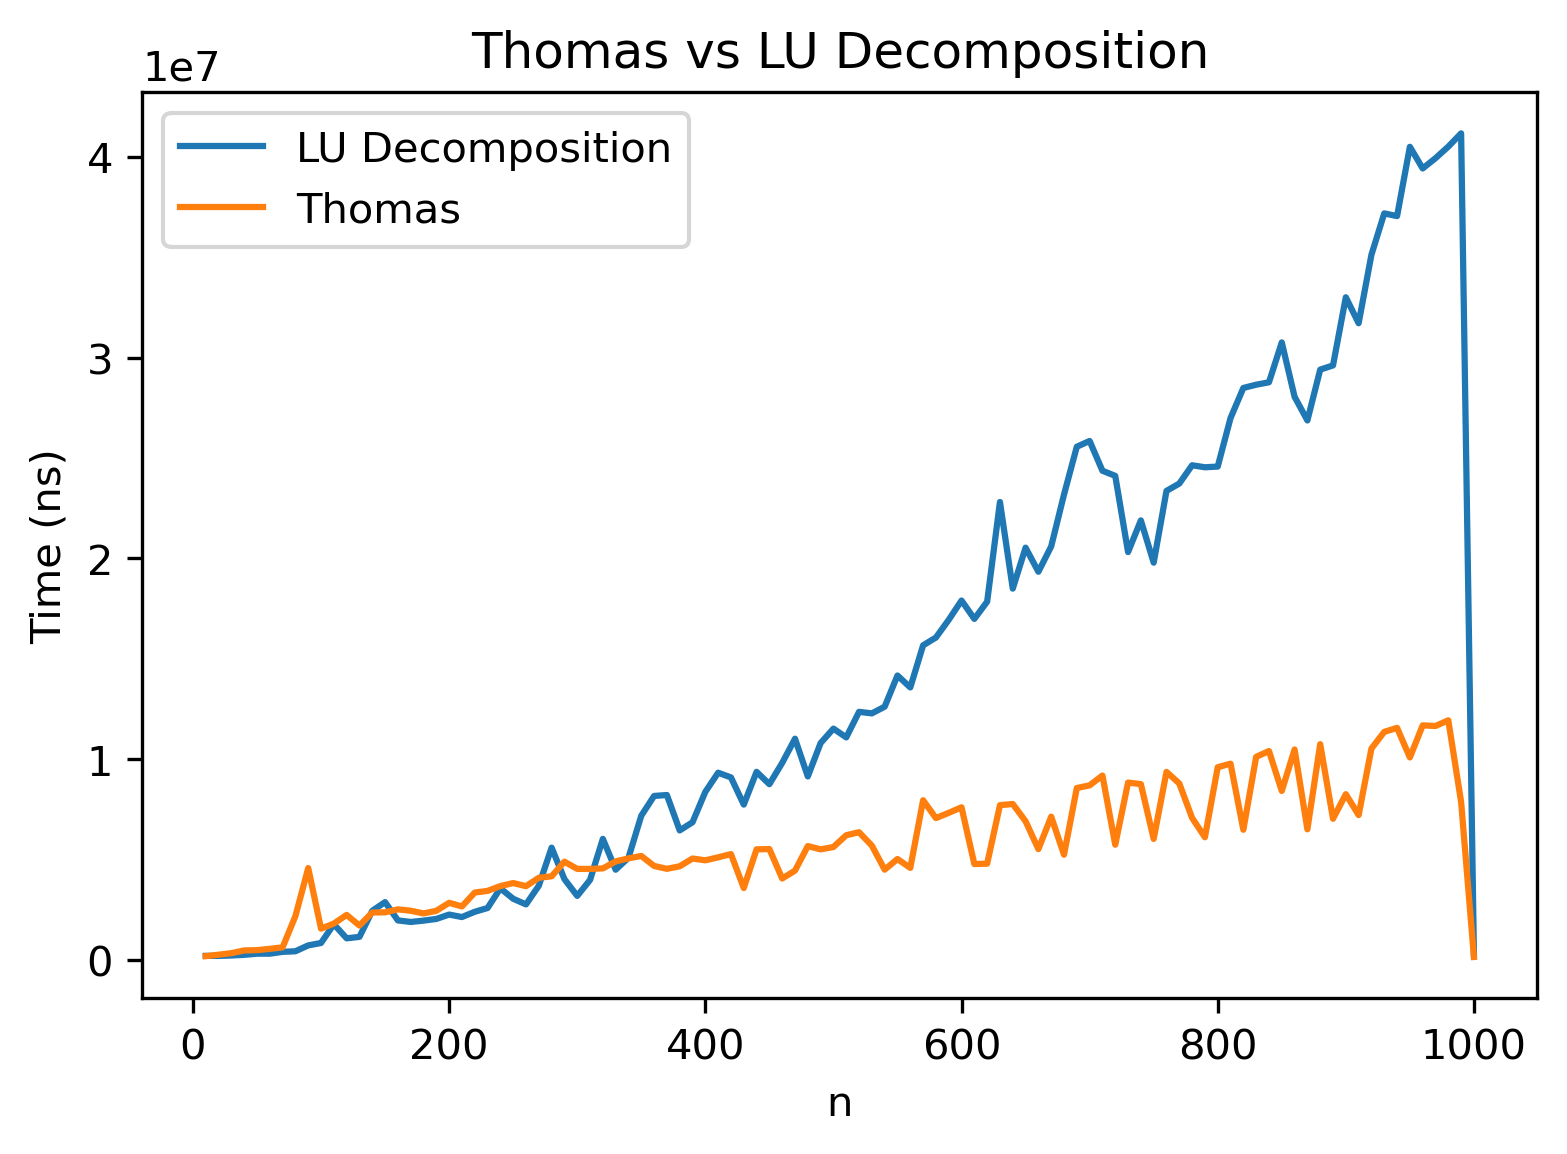 Thomas vs LU Decomposition
1e7
LU Decomposition
Thomas
4
3
2
1
0
Time (ns)
0 200 400 600 800 1000
n